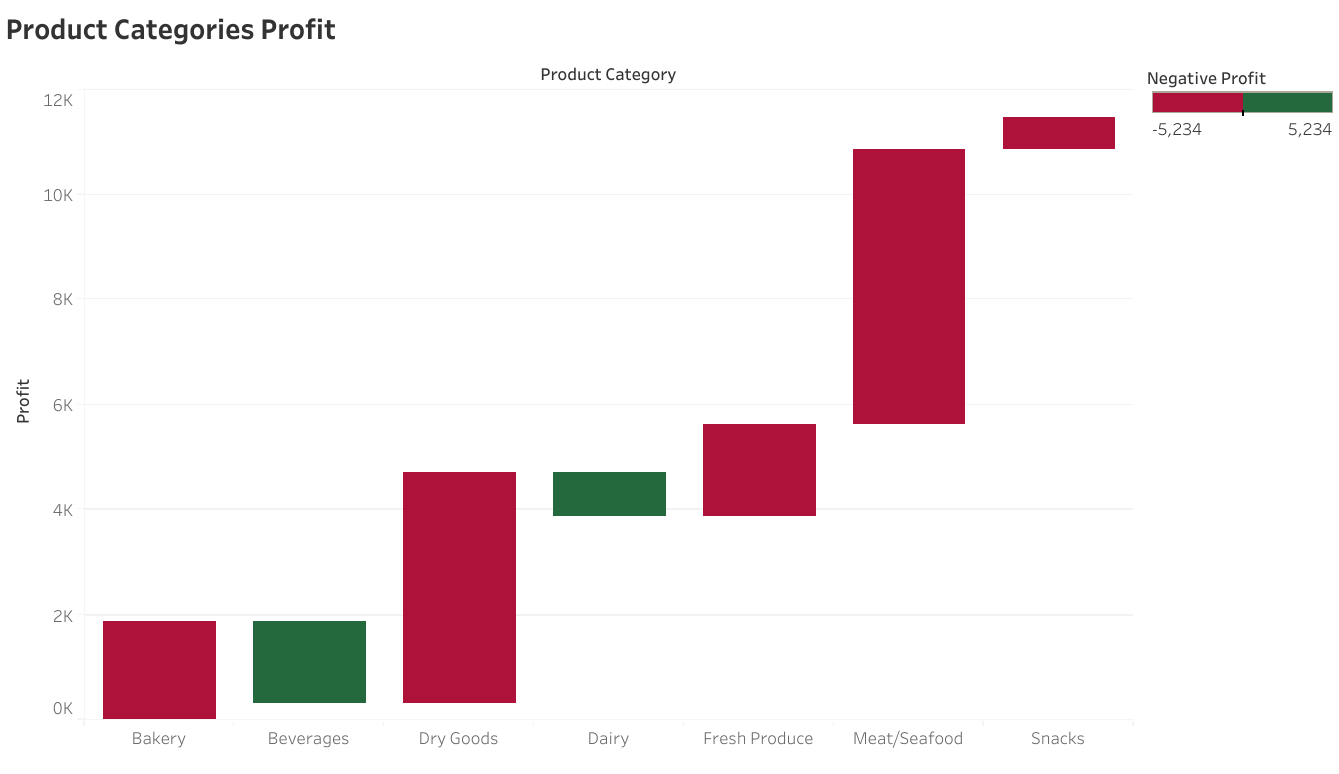 Product Categories Profit
Product Category
Negative Profit
-5,234 5,234
Profit
12K
10K
8K
6K
4K
2K
0K
Bakery Beverages Dry Goods Dairy Fresh Produce Meat/Seafood Snacks